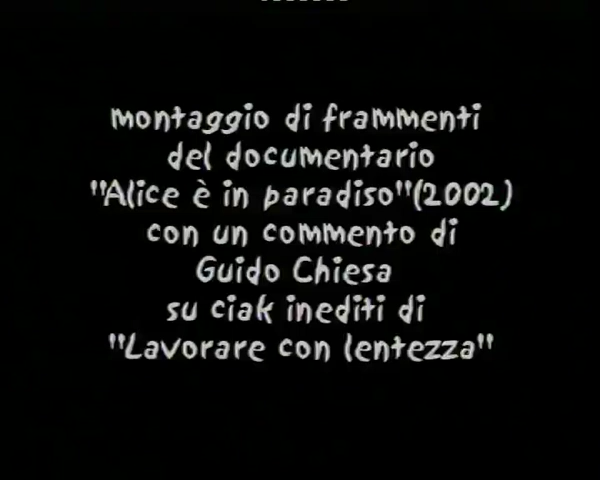 montaggio di frammenti
del documentario
"Alice è in paradiso"(2002)
con un commento di
Guido Chiesa
su ciak inediti di
"Lavorare con lentezza"